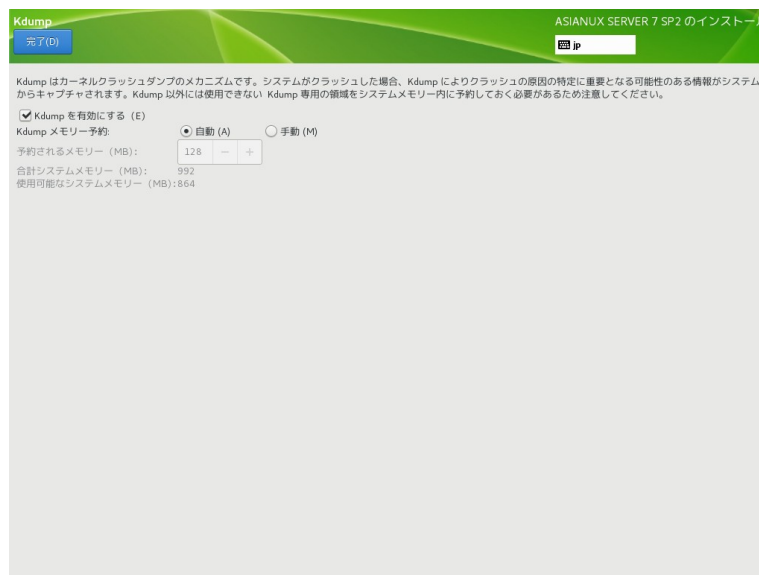 Kdump
ASIANUX SERVER 7 SP2 のインストール
完了(D)
jp
Kdump はカーネルクラッシュダンプのメカニズムです。システムがクラッシュした場合、Kdump によりクラッシュの原因の特定に重要となる可能性のある情報がシステム
からキャプチャされます。Kdump 以外には使用できない Kdump 専用の領域をシステムメモリー内に予約しておく必要があるため注意してください。
Kdump を有効にする (E)
Kdump メモリー予約: 自動 (A) 手動 (M)
予約されるメモリー (MB): 128 − +
合計システムメモリー (MB): 992
使用可能なシステムメモリー (MB):864